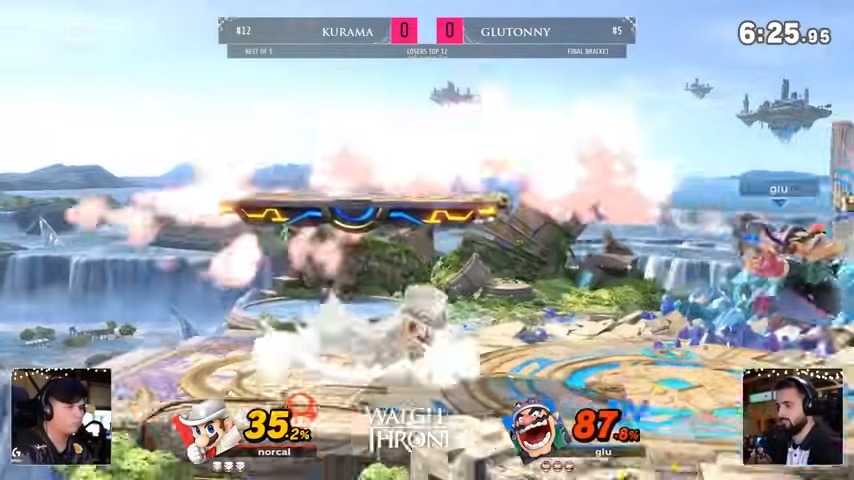 #12 KURAMA 0 0 GLUTONNY #5
BEST OF 5 LOSERS TOP 12 FINAL BRACKET
6:25.95
glu
35.2%
norcal
WATCH
THRONE
87.8%
glu